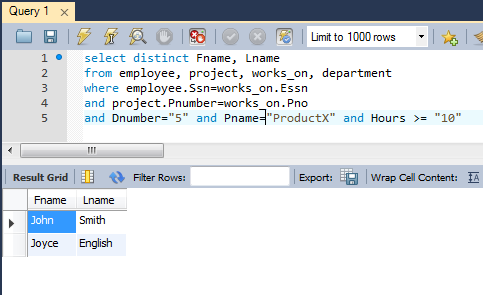 Query 1
Limit to 1000 rows
1 select distinct Fname, Lname
2 from employee, project, works_on, department
3 where employee.Ssn=works_on.Essn
4 and project.Pnumber=works_on.Pno
5 and Dnumber="5" and Pname="ProductX" and Hours >= "10"
Result Grid Filter Rows: Export: Wrap Cell Content:
Fname Lname
John Smith
Joyce English